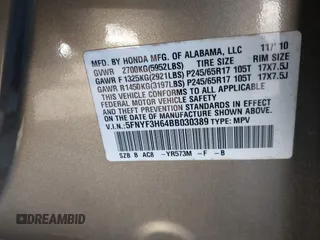 MFD. BY HONDA MFG. OF ALABAMA, LLC 11/10
GVWR 2700KG(5952LBS) TIRE SIZE RIM SIZE
GAWR F 1325KG(2921LBS) P245/65R17 105T 17X7.5J
GAWR R1450KG(3197LBS) P245/65R17 105T 17X7.5J
THIS VEHICLE CONFORMS TO ALL APPLICABLE
FEDERAL MOTOR VEHICLE SAFETY STANDARDS
IN EFFECT ON THE DATE OF MANUFACTURE
SHOWN ABOVE.
V.I.N.: 5FNYF3H64BB030389 TYPE: MPV
SZB B AC8 -YR573M -F -B
DREAMBID